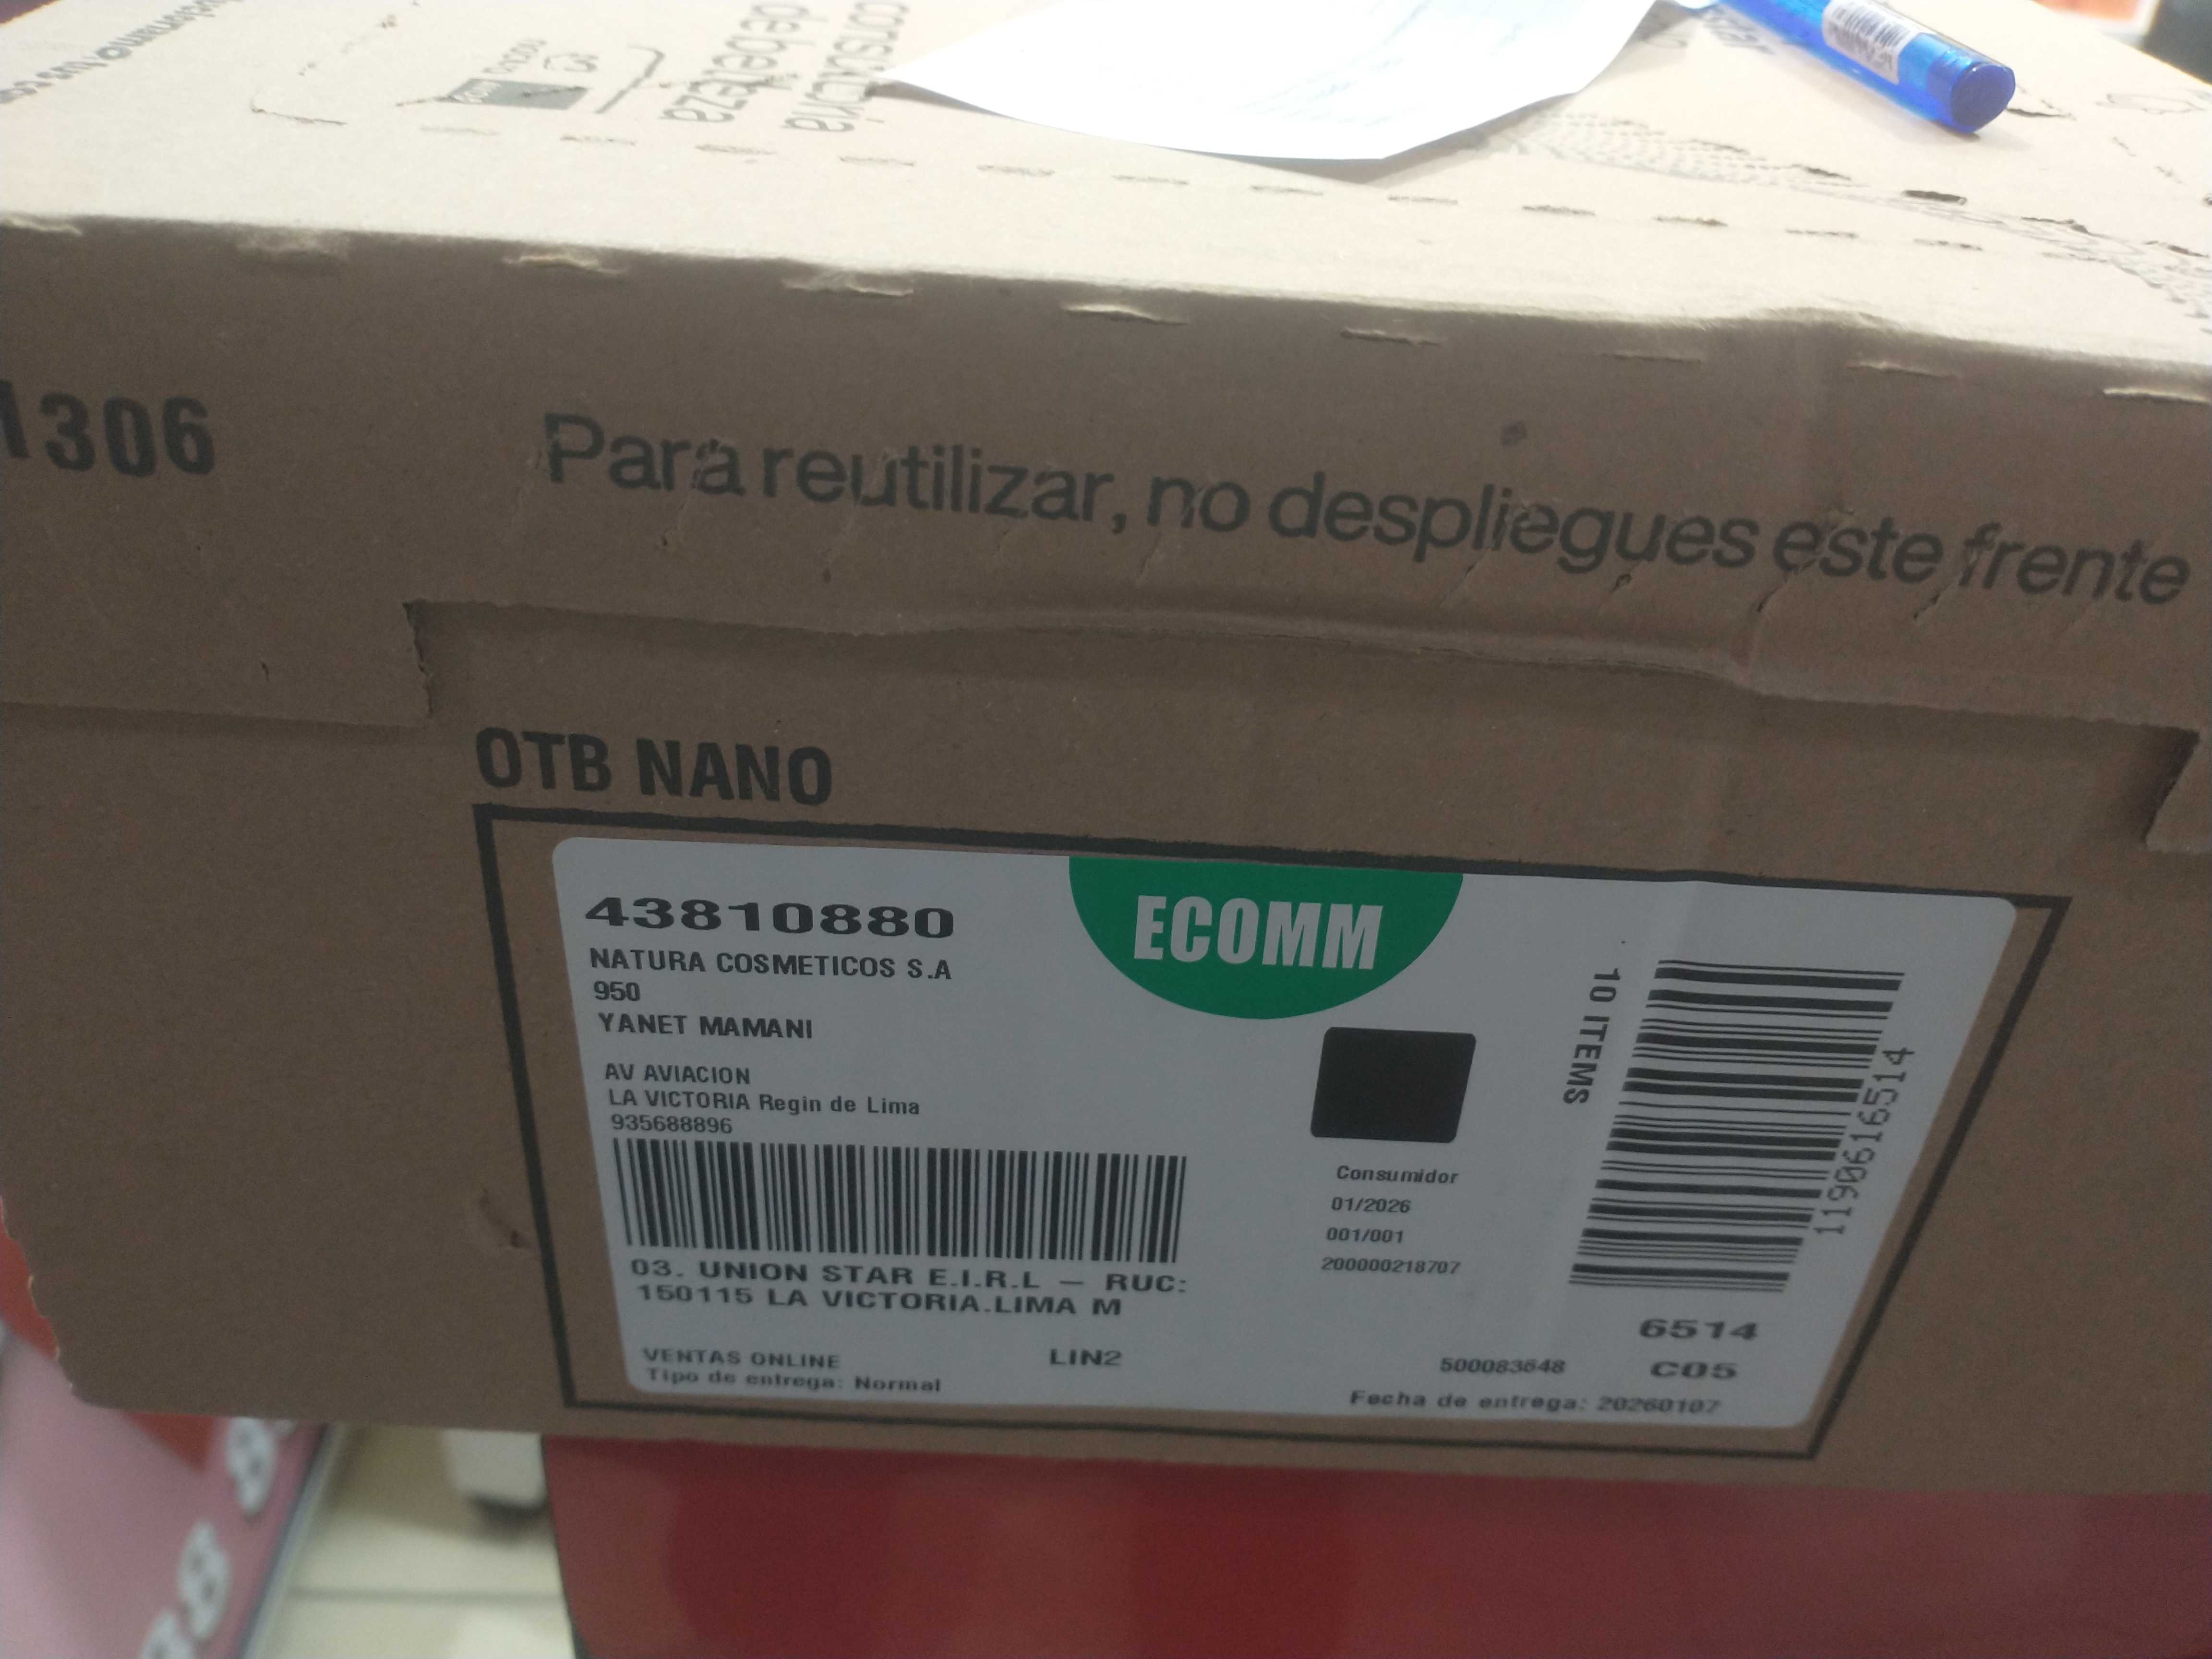 consultoría
de belleza
1306
Para reutilizar, no despliegues este frente
OTB NANO
43810880
ECOMM
NATURA COSMETICOS S.A
950
YANET MAMANI
AV AVIACION
LA VICTORIA Regin de Lima
935688896
03. UNION STAR E.I.R.L – RUC:
150115 LA VICTORIA.LIMA M
VENTAS ONLINE
LIN2
Tipo de entrega: Normal
Consumidor
01/2026
001/001
200000218707
10 ITEMS
1190616514
6514
500083648
C05
Fecha de entrega: 20260107